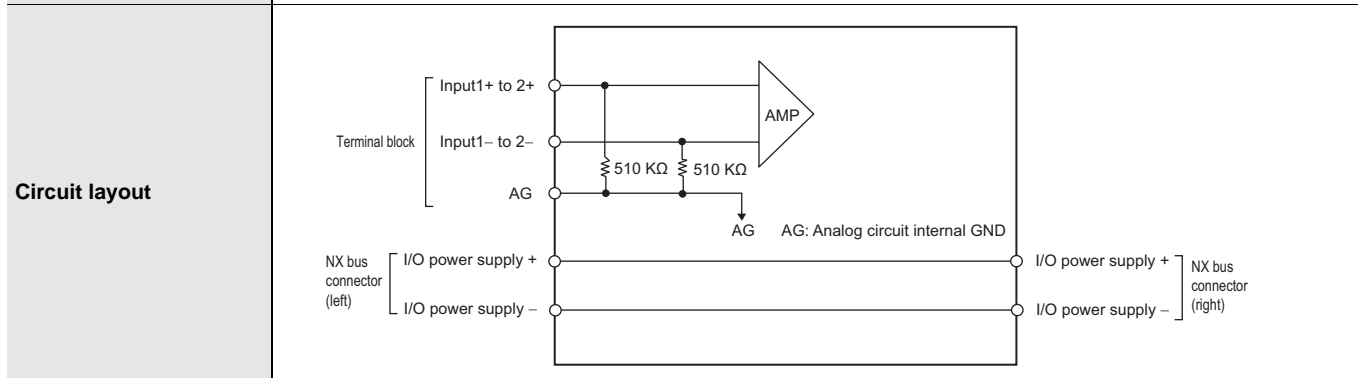 Circuit layout
Terminal block
Input1+ to 2+
Input1– to 2–
AG
AMP
510 KΩ
510 KΩ
AG
AG: Analog circuit internal GND
NX bus
connector
(left)
I/O power supply +
I/O power supply –
I/O power supply +
I/O power supply –
NX bus
connector
(right)